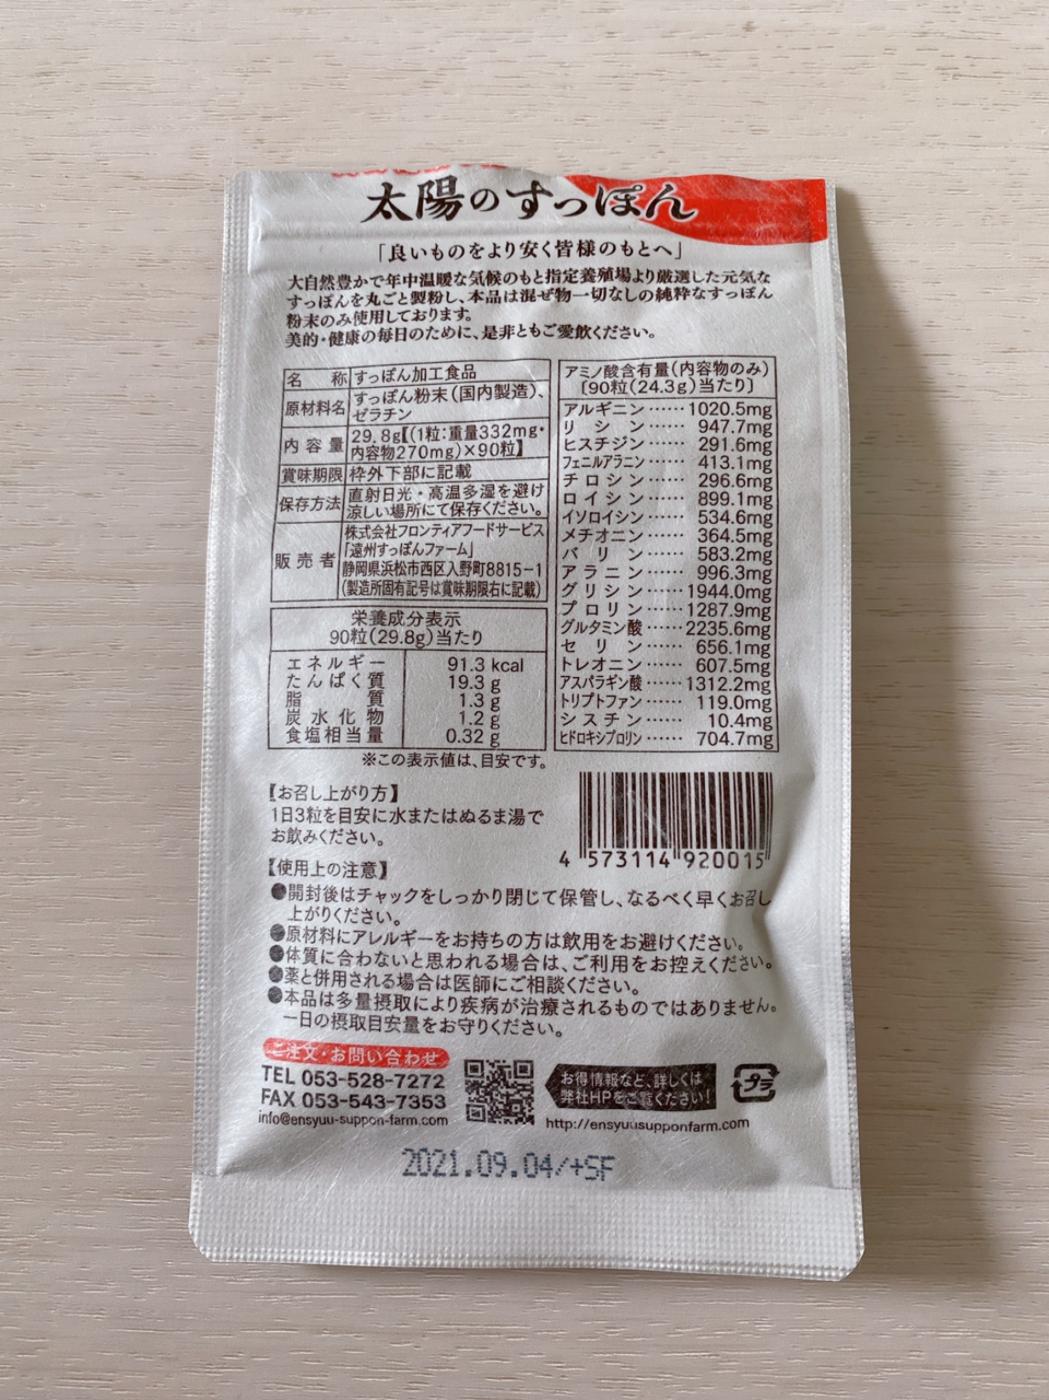 太陽のすっぽん
「良いものをより安く皆様のもとへ」
大自然豊かで年中温暖な気候のもと指定養殖場より厳選した元気な
すっぽんを丸ごと製粉し、本品は混ぜ物一切なしの純粋なすっぽん
粉末のみ使用しております。
美的・健康の毎日のために、是非ともご愛飲ください。
名称 すっぽん加工食品
原材料名 すっぽん粉末(国内製造)、
ゼラチン
内容量 29.8g【(1粒:重量332mg・
内容物270mg)×90粒】
賞味期限 枠外下部に記載
保存方法 直射日光・高温多湿を避け
涼しい場所にて保存ください。
販売者 株式会社フロンティアフードサービス
「遠州すっぽんファーム」
静岡県浜松市西区入野町8815-1
(製造所固有記号は賞味期限右に記載)
栄養成分表示
90粒(29.8g)当たり
エネルギー 91.3 kcal
たんぱく質 19.3 g
脂質 1.3 g
炭水化物 1.2 g
食塩相当量 0.32 g
アミノ酸含有量(内容物のみ)
〔90粒(24.3g)当たり〕
アルギニン……1020.5mg
リシン……947.7mg
ヒスチジン……291.6mg
フェニルアラニン……413.1mg
チロシン……296.6mg
ロイシン……899.1mg
イソロイシン……534.6mg
メチオニン……364.5mg
バリン……583.2mg
アラニン……996.3mg
グリシン……1944.0mg
プロリン……1287.9mg
グルタミン酸……2235.6mg
セリン……656.1mg
トレオニン……607.5mg
アスパラギン酸……1312.2mg
トリプトファン……119.0mg
シスチン……10.4mg
ヒドロキシプロリン……704.7mg
※この表示値は、目安です。
【お召し上がり方】
1日3粒を目安に水またはぬるま湯で
お飲みください。
4 573114 920015
【使用上の注意】
●開封後はチャックをしっかり閉じて保管し、なるべく早くお召し
上がりください。
●原材料にアレルギーをお持ちの方は飲用をお避けください。
●体質に合わないと思われる場合は、ご利用をお控えください。
●薬と併用される場合は医師にご相談ください。
●本品は多量摂取により疾病が治療されるものではありません。
一日の摂取目安量をお守りください。
ご注文・お問い合わせ
TEL 053-528-7272
FAX 053-543-7353
info@ensyuu-suppon-farm.com
お得情報など、詳しくは
弊社HPをご覧ください!
http://ensyuusupponfarm.com
プラ
2021.09.04/+SF